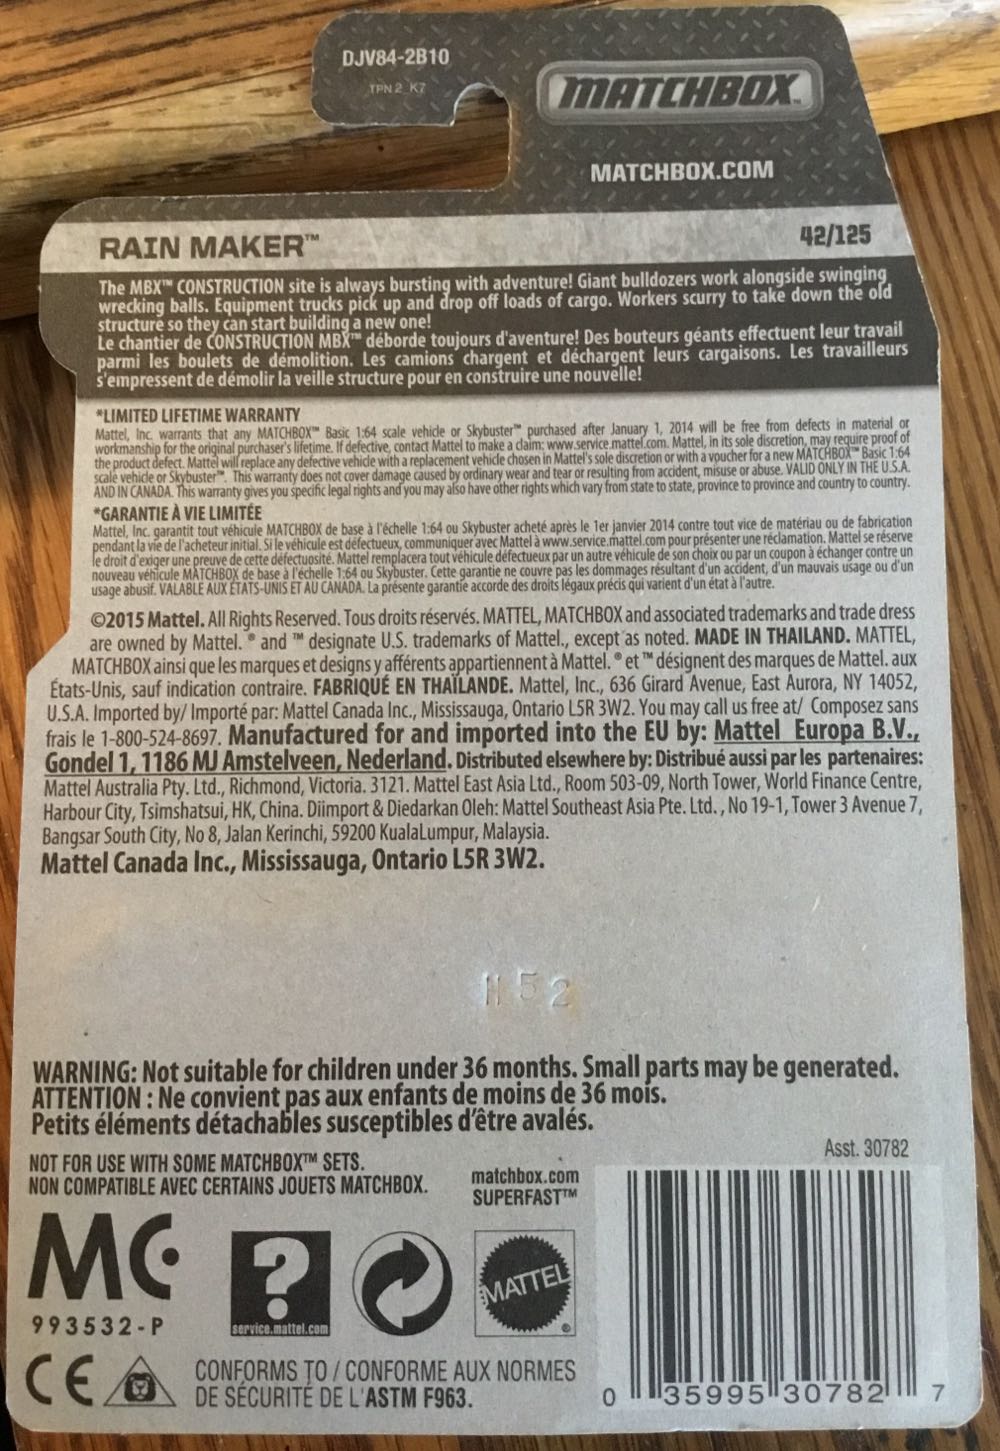 DJV84-2B10
TPN 2_K7
MATCHBOX™
MATCHBOX.COM
RAIN MAKER™
42/125
The MBX™ CONSTRUCTION site is always bursting with adventure! Giant bulldozers work alongside swinging
wrecking balls. Equipment trucks pick up and drop off loads of cargo. Workers scurry to take down the old
structure so they can start building a new one!
Le chantier de CONSTRUCTION MBX™ déborde toujours d'aventure! Des bouteurs géants effectuent leur travail
parmi les boulets de démolition. Les camions chargent et déchargent leurs cargaisons. Les travailleurs
s'empressent de démolir la veille structure pour en construire une nouvelle!
*LIMITED LIFETIME WARRANTY
Mattel, Inc. warrants that any MATCHBOX™ Basic 1:64 scale vehicle or Skybuster™ purchased after January 1, 2014 will be free from defects in material or
workmanship for the original purchaser's lifetime. If defective, contact Mattel to make a claim: www.service.mattel.com. Mattel, in its sole discretion, may require proof of
the product defect. Mattel will replace any defective vehicle with a replacement vehicle chosen in Mattel's sole discretion or with a voucher for a new MATCHBOX™ Basic 1:64
scale vehicle or Skybuster™. This warranty does not cover damage caused by ordinary wear and tear or resulting from accident, misuse or abuse. VALID ONLY IN THE U.S.A.
AND IN CANADA. This warranty gives you specific legal rights and you may also have other rights which vary from state to state, province to province and country to country.
*GARANTIE À VIE LIMITÉE
Mattel, Inc. garantit tout véhicule MATCHBOX de base à l'échelle 1:64 ou Skybuster acheté après le 1er janvier 2014 contre tout vice de matériau ou de fabrication
pendant la vie de l'acheteur initial. Si le véhicule est défectueux, communiquer avec Mattel à www.service.mattel.com pour présenter une réclamation. Mattel se réserve
le droit d'exiger une preuve de cette défectuosité. Mattel remplacera tout véhicule défectueux par un autre véhicule de son choix ou par un coupon à échanger contre un
nouveau véhicule MATCHBOX de base à l'échelle 1:64 ou Skybuster. Cette garantie ne couvre pas les dommages résultant d'un accident, d'un mauvais usage ou d'un
usage abusif. VALABLE AUX ÉTATS-UNIS ET AU CANADA. La présente garantie accorde des droits légaux précis qui varient d'un état à l'autre.
©2015 Mattel. All Rights Reserved. Tous droits réservés. MATTEL, MATCHBOX and associated trademarks and trade dress
are owned by Mattel. ® and ™ designate U.S. trademarks of Mattel., except as noted. MADE IN THAILAND. MATTEL,
MATCHBOX ainsi que les marques et designs y afférents appartiennent à Mattel. ® et ™ désignent des marques de Mattel. aux
États-Unis, sauf indication contraire. FABRIQUÉ EN THAÏLANDE. Mattel, Inc., 636 Girard Avenue, East Aurora, NY 14052,
U.S.A. Imported by/ Importé par: Mattel Canada Inc., Mississauga, Ontario L5R 3W2. You may call us free at/ Composez sans
frais le 1-800-524-8697. Manufactured for and imported into the EU by: Mattel Europa B.V.,
Gondel 1, 1186 MJ Amstelveen, Nederland. Distributed elsewhere by: Distribué aussi par les partenaires:
Mattel Australia Pty. Ltd., Richmond, Victoria. 3121. Mattel East Asia Ltd., Room 503-09, North Tower, World Finance Centre,
Harbour City, Tsimshatsui, HK, China. Diimport & Diedarkan Oleh: Mattel Southeast Asia Pte. Ltd., No 19-1, Tower 3 Avenue 7,
Bangsar South City, No 8, Jalan Kerinchi, 59200 KualaLumpur, Malaysia.
Mattel Canada Inc., Mississauga, Ontario L5R 3W2.
H 5 2
WARNING: Not suitable for children under 36 months. Small parts may be generated.
ATTENTION : Ne convient pas aux enfants de moins de 36 mois.
Petits éléments détachables susceptibles d'être avalés.
Asst. 30782
NOT FOR USE WITH SOME MATCHBOX™ SETS.
NON COMPATIBLE AVEC CERTAINS JOUETS MATCHBOX.
matchbox.com
SUPERFAST™
MC
993532-P
?
service.mattel.com
MATTEL®
CE
CONFORMS TO / CONFORME AUX NORMES
DE SÉCURITÉ DE L'ASTM F963.
0 35995 30782 7